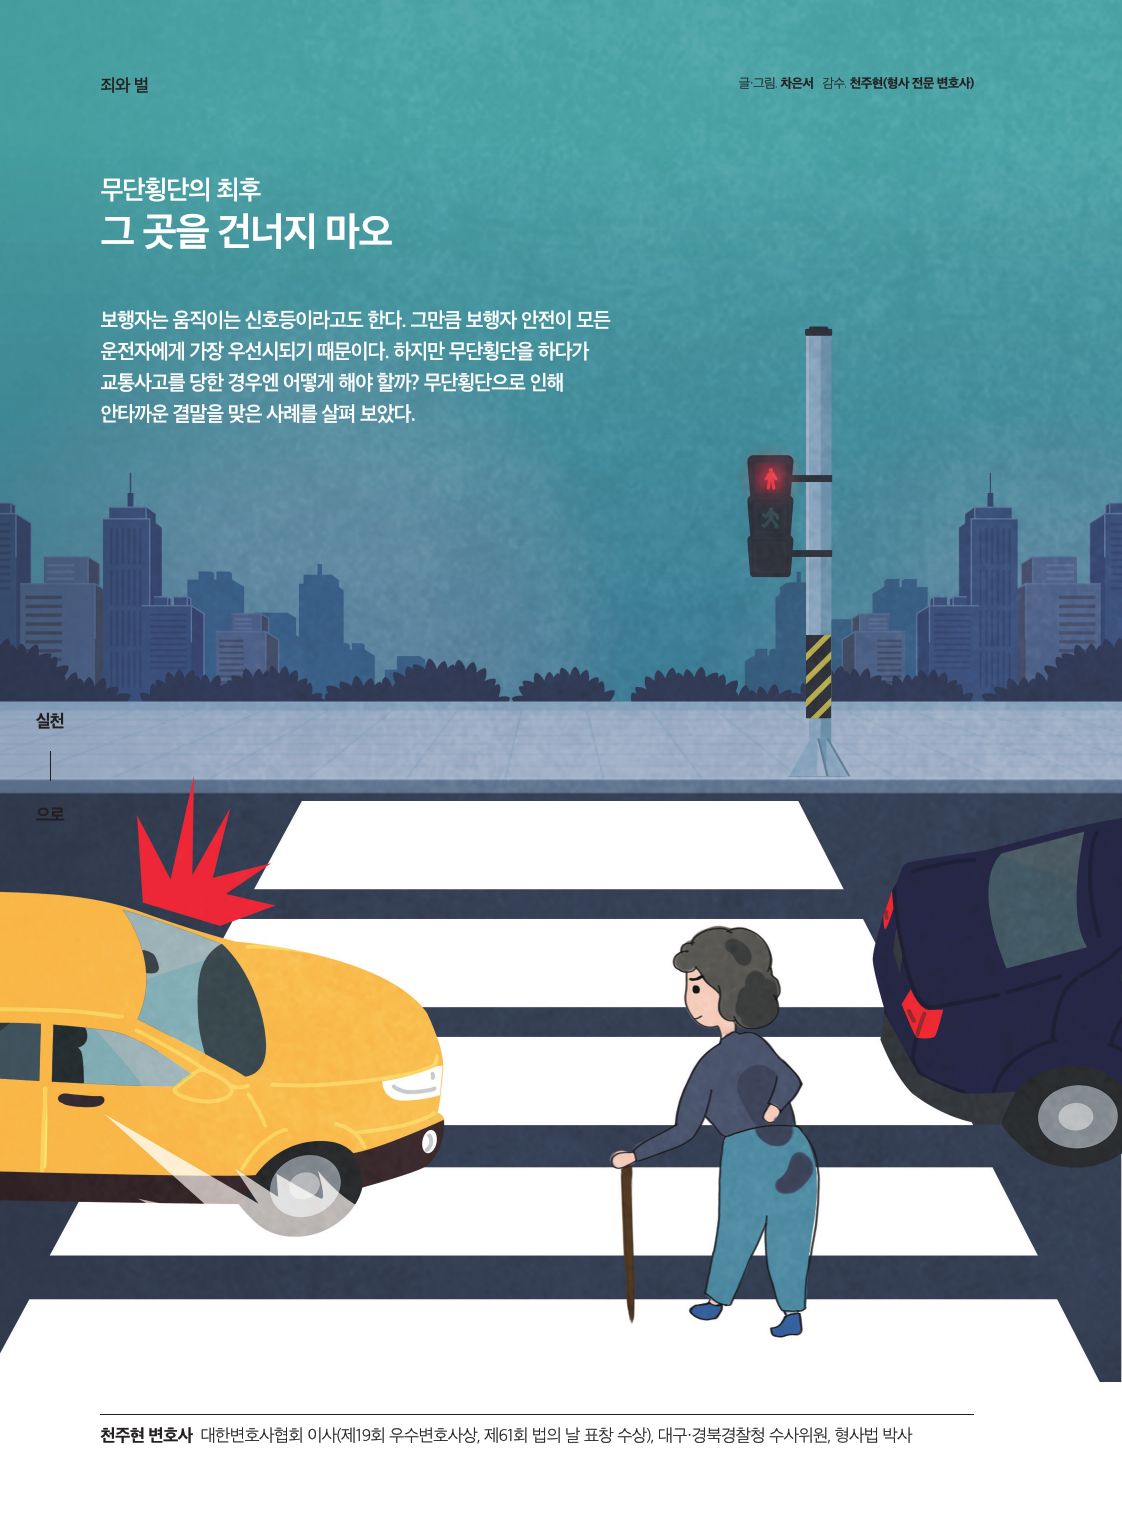 죄와 벌
글·그림. 차은서 감수. 천주현(형사 전문 변호사)
무단횡단의 최후
그 곳을 건너지 마오
보행자는 움직이는 신호등이라고도 한다. 그만큼 보행자 안전이 모든
운전자에게 가장 우선시되기 때문이다. 하지만 무단횡단을 하다가
교통사고를 당한 경우엔 어떻게 해야 할까? 무단횡단으로 인해
안타까운 결말을 맞은 사례를 살펴 보았다.
실천
으로
천주현 변호사 대한변호사협회 이사(제19회 우수변호사상, 제61회 법의 날 표창 수상), 대구·경북경찰청 수사위원, 형사법 박사